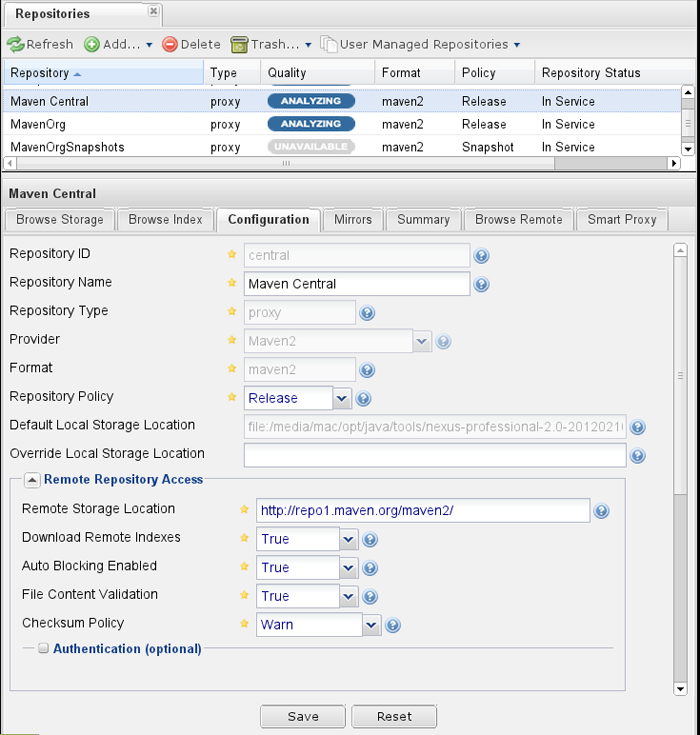 Repositories
Refresh Add... Delete Trash... User Managed Repositories
Repository Type Quality Format Policy Repository Status
Maven Central proxy ANALYZING maven2 Release In Service
MavenOrg proxy ANALYZING maven2 Release In Service
MavenOrgSnapshots proxy UNAVAILABLE maven2 Snapshot In Service
Maven Central
Browse Storage Browse Index Configuration Mirrors Summary Browse Remote Smart Proxy
Repository ID central
Repository Name Maven Central
Repository Type proxy
Provider Maven2
Format maven2
Repository Policy Release
Default Local Storage Location file:/media/mac/opt/java/tools/nexus-professional-2.0-2012021
Override Local Storage Location
Remote Repository Access
Remote Storage Location http://repo1.maven.org/maven2/
Download Remote Indexes True
Auto Blocking Enabled True
File Content Validation True
Checksum Policy Warn
Authentication (optional)
Save Reset